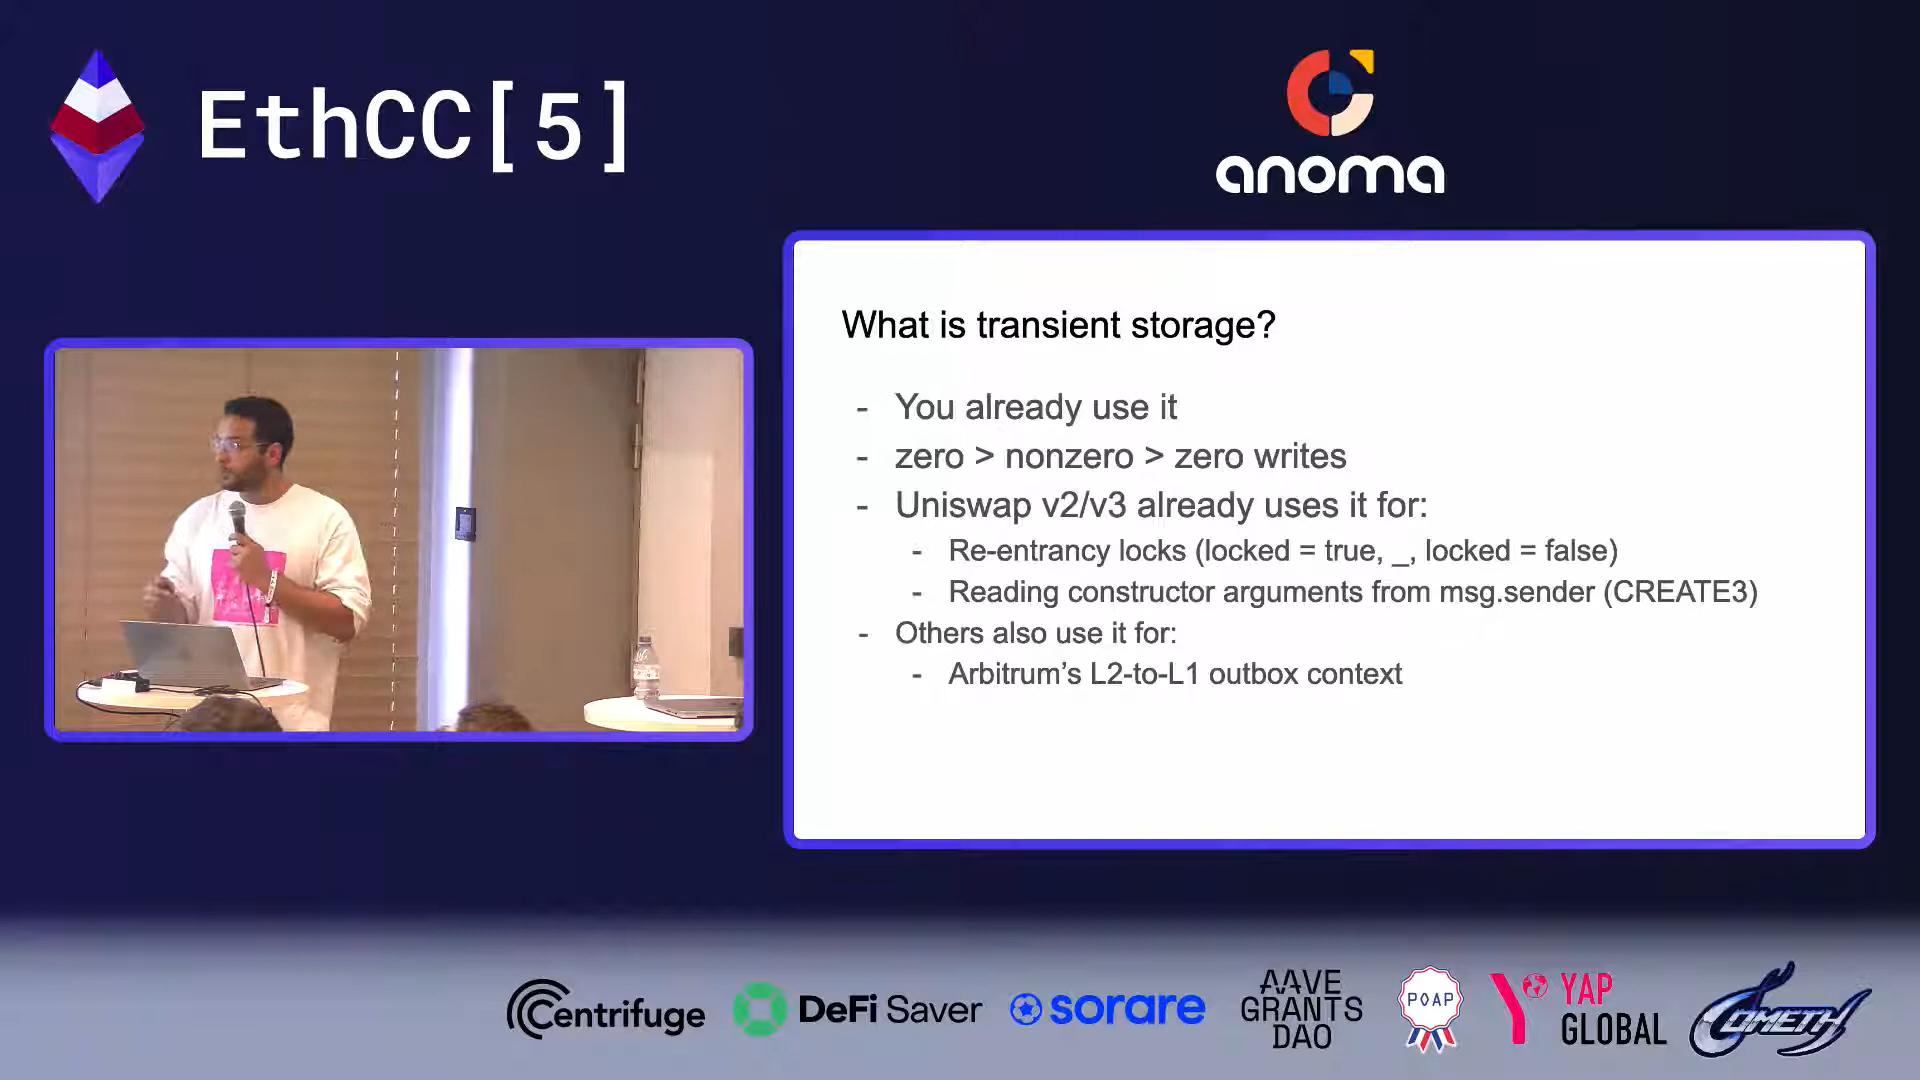 EthCC[5]
anoma
What is transient storage?
- You already use it
- zero > nonzero > zero writes
- Uniswap v2/v3 already uses it for:
- Re-entrancy locks (locked = true, _, locked = false)
- Reading constructor arguments from msg.sender (CREATE3)
- Others also use it for:
- Arbitrum's L2-to-L1 outbox context
Centrifuge
DeFi Saver
sorare
AAVE
GRANTS
DAO
POAP
YAP
GLOBAL
COMETH